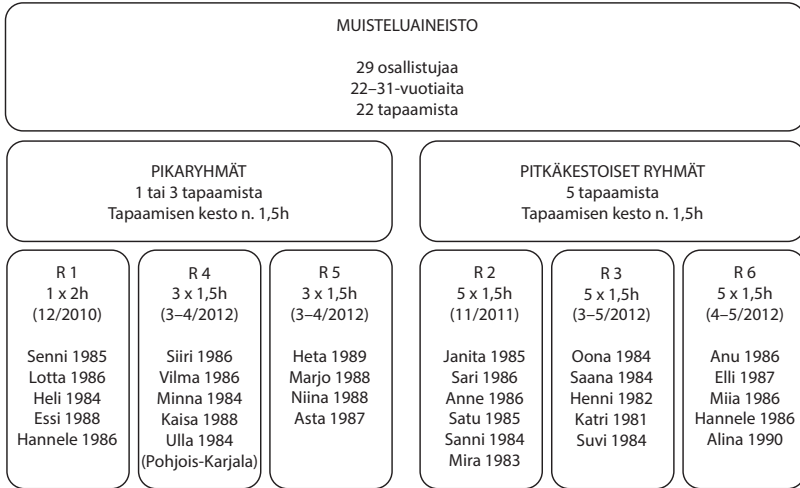 MUISTELUAINEISTO
29 osallistujaa
22–31-vuotiaita
22 tapaamista
PIKARYHMÄT
1 tai 3 tapaamista
Tapaamisen kesto n. 1,5h
PITKÄKESTOISET RYHMÄT
5 tapaamista
Tapaamisen kesto n. 1,5h
R 1
1 x 2h
(12/2010)
Senni 1985
Lotta 1986
Heli 1984
Essi 1988
Hannele 1986
R 4
3 x 1,5h
(3–4/2012)
Siiri 1986
Vilma 1986
Minna 1984
Kaisa 1988
Ulla 1984
(Pohjois-Karjala)
R 5
3 x 1,5h
(3–4/2012)
Heta 1989
Marjo 1988
Niina 1988
Asta 1987
R 2
5 x 1,5h
(11/2011)
Janita 1985
Sari 1986
Anne 1986
Satu 1985
Sanni 1984
Mira 1983
R 3
5 x 1,5h
(3–5/2012)
Oona 1984
Saana 1984
Henni 1982
Katri 1981
Suvi 1984
R 6
5 x 1,5h
(4–5/2012)
Anu 1986
Elli 1987
Miia 1986
Hannele 1986
Alina 1990